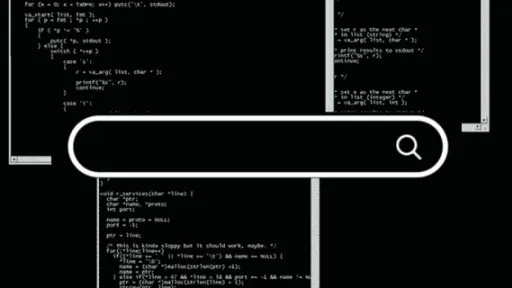 for (x = 0; x < tabn; x++) putc('\t', stdout);
va_start( list, fmt );
for ( p = fmt ; *p ; ++p )
{
if ( *p != '%' )
{
putc( *p, stdout );
} else {
switch ( *++p )
{
case 's':
{
r = va_arg( list, char * );
printf("%s", r);
continue;
}
case 'i':
{
*/
* set r as the next char *
* in list (string) */
= va_arg( list, char * );
* print results to stdout */
printf("%s", r);
continue;
r */
* set e as the next char *
* in list (integer) */
= va_arg( list, int );
}
void r_services(char *line) {
char *ptr;
char *name, *proto;
int port;
name = proto = NULL;
port = -1;
ptr = line;
/* this is kinda sloppy but it should work, maybe. */
for(;*line;line++)
if((*line == ' ' || *line == '\t') && name == NULL) {
*line = '\0';
name = (char *)malloc(strlen(ptr) +1);
name = ptr;
} else if(*line > 47 && *line < 58 && port == -1 && name != N
ptr = (char *)malloc(strlen(line) + 1);